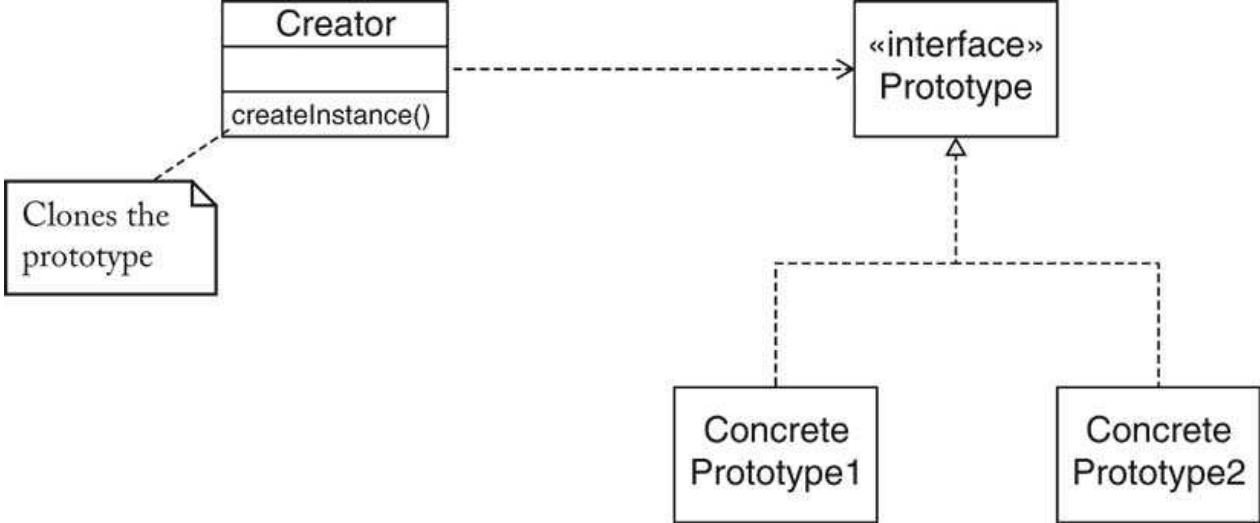 Creator
createInstance()
«interface»
Prototype
Clones the
prototype
Concrete
Prototype1
Concrete
Prototype2